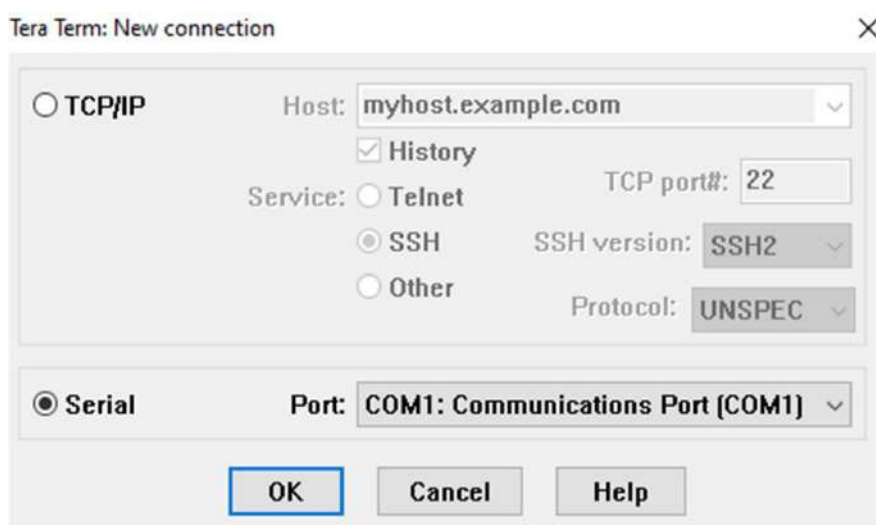 Tera Term: New connection
TCP/IP Host: myhost.example.com
History
Service: Telnet TCP port#: 22
SSH SSH version: SSH2
Other Protocol: UNSPEC
Serial Port: COM1: Communications Port (COM1)
OK Cancel Help